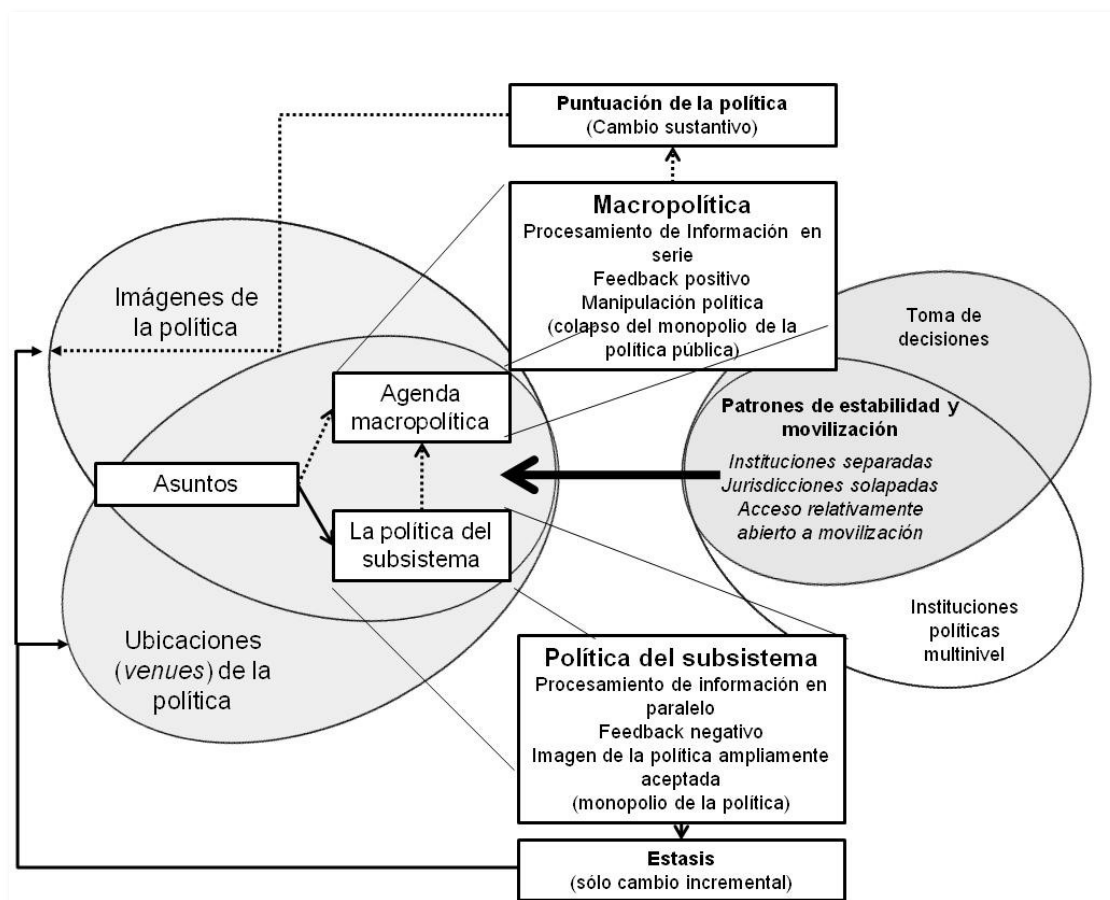 Puntuación de la política
(Cambio sustantivo)
Macropolítica
Procesamiento de Información en
serie
Feedback positivo
Manipulación política
(colapso del monopolio de la
política pública)
Imágenes de
la política
Toma de
decisiones
Agenda
macropolítica
Patrones de estabilidad y
movilización
Asuntos
Instituciones separadas
Jurisdicciones solapadas
Acceso relativamente
abierto a movilización
La política del
subsistema
Instituciones
políticas
multinivel
Ubicaciones
(venues) de la
política
Política del subsistema
Procesamiento de información en
paralelo
Feedback negativo
Imagen de la política ampliamente
aceptada
(monopolio de la política)
Estasis
(sólo cambio incremental)